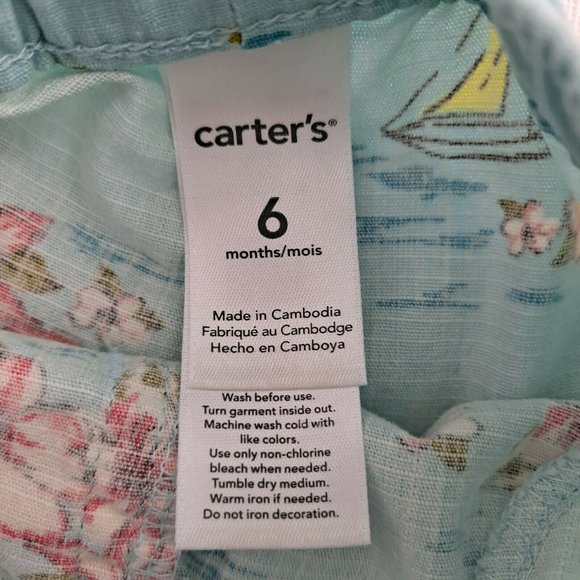 carter's®
6
months/mois
Made in Cambodia
Fabriqué au Cambodge
Hecho en Camboya
Wash before use.
Turn garment inside out.
Machine wash cold with
like colors.
Use only non-chlorine
bleach when needed.
Tumble dry medium.
Warm iron if needed.
Do not iron decoration.